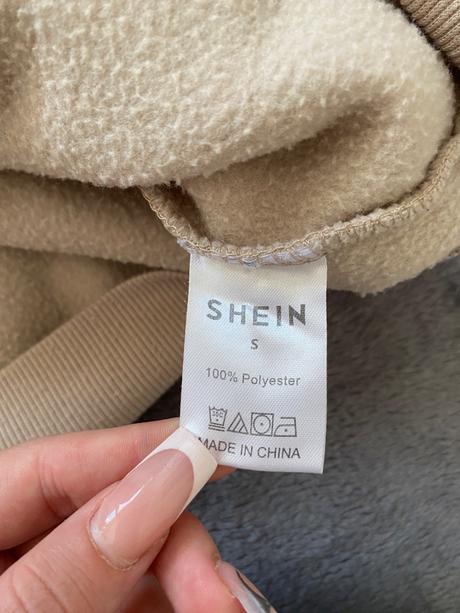 SHEIN
S
100% Polyester
MADE IN CHINA